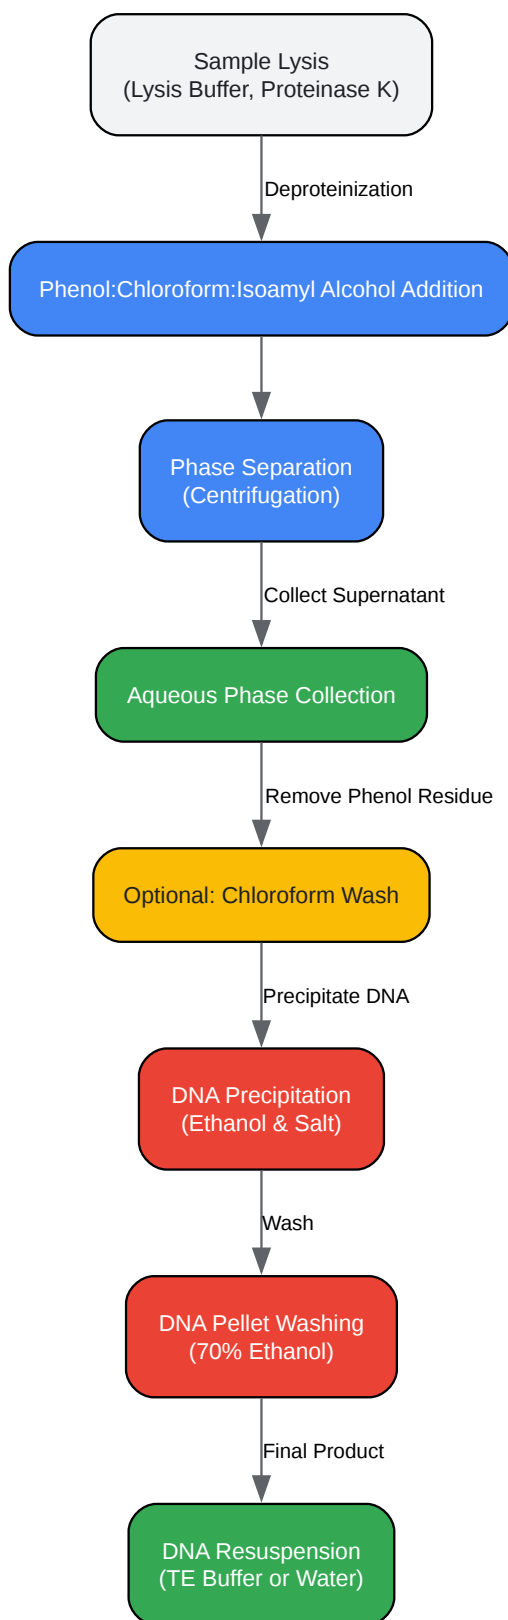 Sample Lysis
(Lysis Buffer, Proteinase K)
Deproteinization
Phenol:Chloroform:Isoamyl Alcohol Addition
Phase Separation
(Centrifugation)
Collect Supernatant
Aqueous Phase Collection
Remove Phenol Residue
Optional: Chloroform Wash
Precipitate DNA
DNA Precipitation
(Ethanol & Salt)
Wash
DNA Pellet Washing
(70% Ethanol)
Final Product
DNA Resuspension
(TE Buffer or Water)